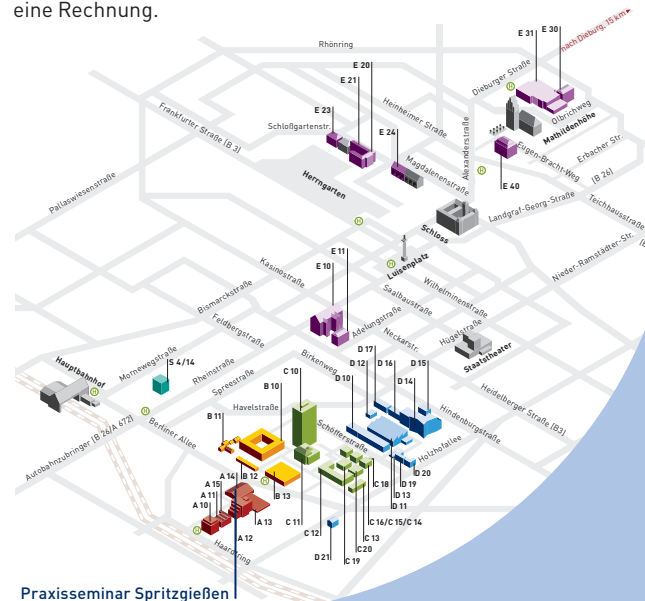 eine Rechnung.
nach Dieburg, 15 km
E 31
E 30
Rhönring
Dieburger Straße
E 20
E 21
Heinheimer Straße
Olbrichweg
E 23
Frankfurter Straße (B 3)
Schloßgartenstr.
Mathildenhöhe
E 24
Alexanderstraße
Erbacher Str.
Eugen-Bracht-Weg
(B 26)
Magdalenenstraße
Pallaswiesenstraße
Herrngarten
E 40
Landgraf-Georg-Straße
Teichhausstraße
H
H
H
Schloss
Nieder-Ramstädter-Str.
E 11
E 10
Kasinostraße
H
Luisenplatz
Wilhelminenstraße
Bismarckstraße
Saalbaustraße
Feldbergstraße
Adelungstraße
Neckarstr.
Hügelstraße
Staatstheater
Mornewegstraße
S 4/14
Hauptbahnhof
H
Rheinstraße
Spreestraße
Birkenweg
D 17
D 12
D 16
D 15
C 10
D 10
D 14
B 10
Heidelberger Straße (B3)
Havelstraße
Hindenburgstraße
H
B 11
Schöfferstraße
Autobahnzubringer (B 26/A 672)
Berliner Allee
Holzhofallee
A 14
B 12
H
C 18
D 20
D 19
A 15
A 11
A 10
B 13
D 13
D 11
C 11
A 13
C 16/C 15/C 14
C 12
C 13
A 12
H
Haardtring
D 21
C 20
C 19
Praxisseminar Spritzgießen